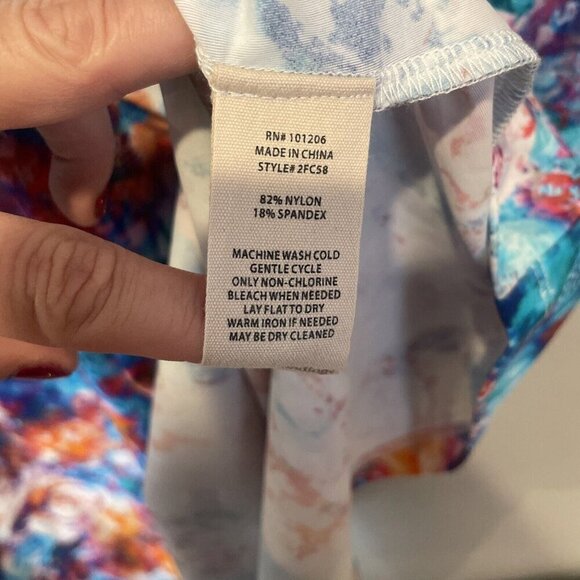 RN# 101206
MADE IN CHINA
STYLE# 2FC58
82% NYLON
18% SPANDEX
MACHINE WASH COLD
GENTLE CYCLE
ONLY NON-CHLORINE
BLEACH WHEN NEEDED
LAY FLAT TO DRY
WARM IRON IF NEEDED
MAY BE DRY CLEANED